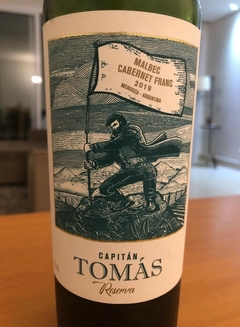 MALBEC
CABERNET FRANC
2019
MENDOZA - ARGENTINA
CAPITÁN
TOMÁS
Reserva